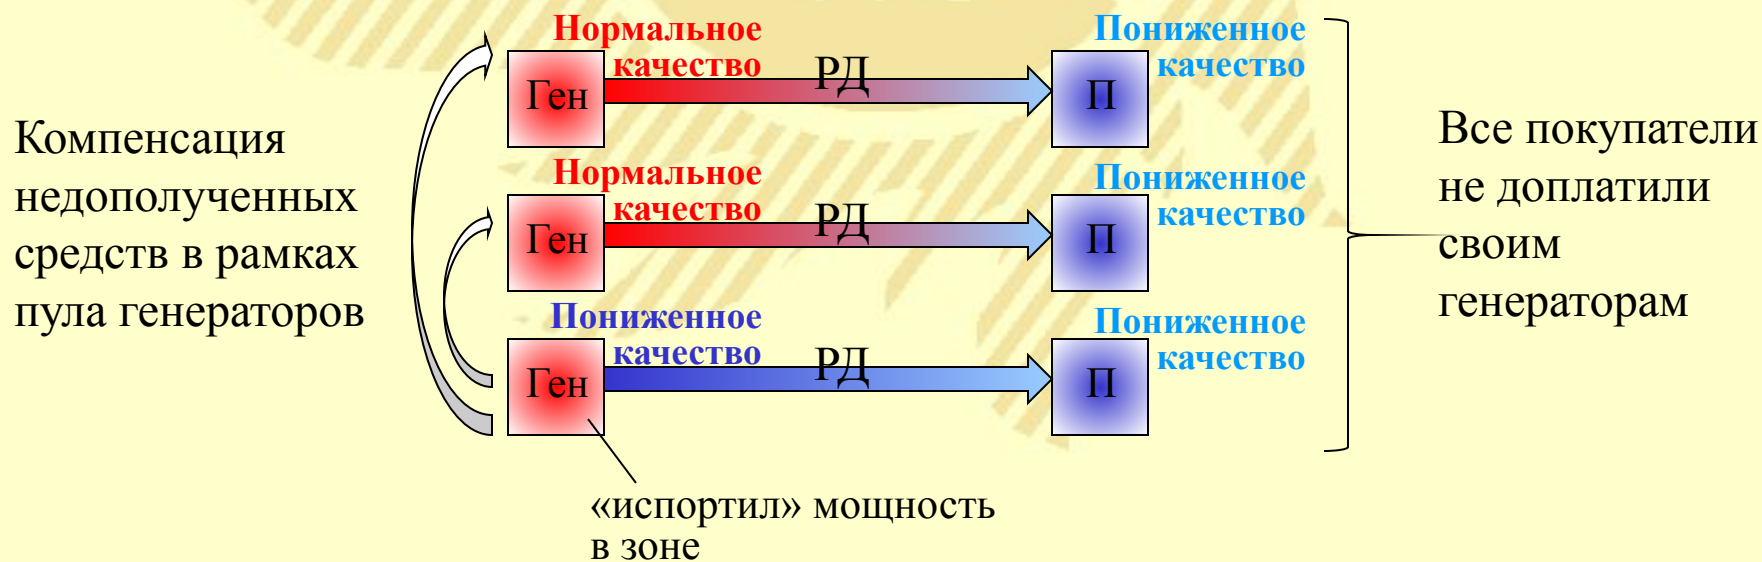 Компенсация
недополученных
средств в рамках
пула генераторов
Нормальное
качество
Ген
РД
Пониженное
качество
П
Нормальное
качество
Ген
РД
Пониженное
качество
П
Пониженное
качество
Ген
РД
Пониженное
качество
П
Все покупатели
не доплатили
своим
генераторам
«испортил» мощность
в зоне